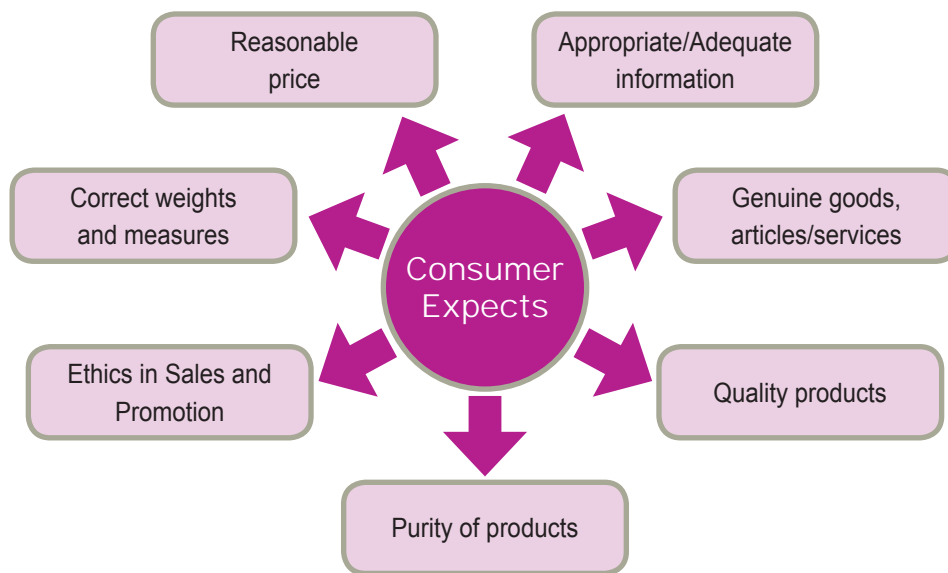 Reasonable
price
Appropriate/Adequate
information
Correct weights
and measures
Genuine goods,
articles/services
Consumer
Expects
Ethics in Sales and
Promotion
Quality products
Purity of products